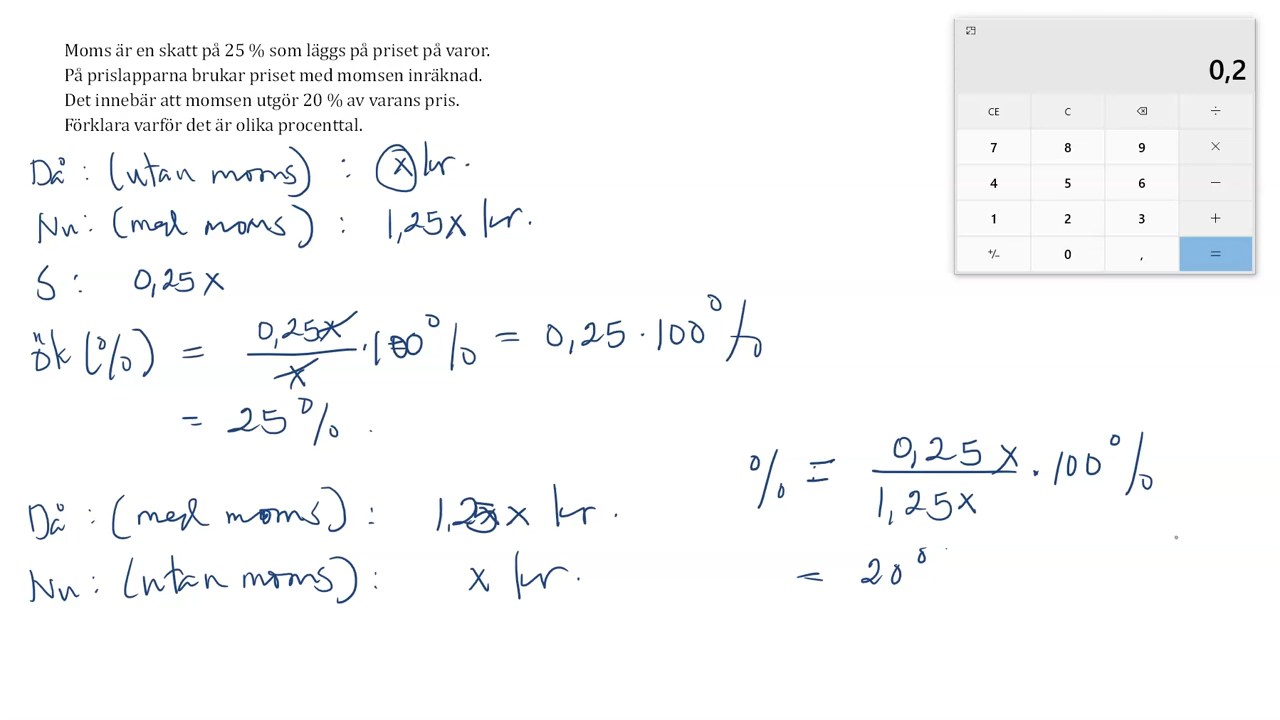 Moms är en skatt på 25 % som läggs på priset på varor.
På prislapparna brukar priset med momsen inräknad.
Det innebär att momsen utgör 20 % av varans pris.
Förklara varför det är olika procenttal.
Då : (utan moms) : x kr.
Nu : (med moms) : 1,25x kr.
S : 0,25x
ök (%) = 0,25x / x · 100 % = 0,25 · 100 %
= 25 % .
Då : (med moms) : 1,25x kr .
Nu : (utan moms) : x kr .
% = 0,25x / 1,25x · 100 %
= 20 °
0,2
CE C ⌫ ÷
7 8 9 ×
4 5 6 −
1 2 3 +
+/− 0 , =